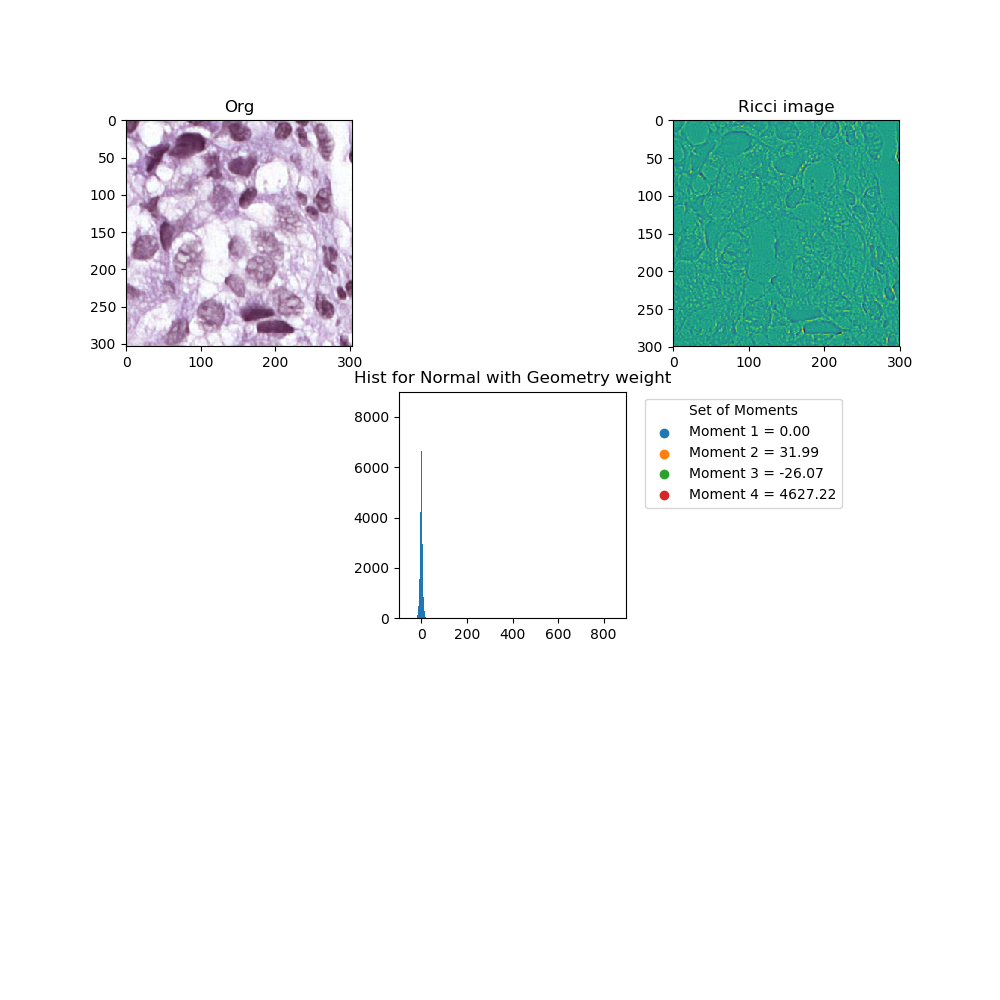 Org
0
50
100
150
200
250
300
0 100 200 300
Ricci image
0
50
100
150
200
250
300
0 100 200 300
Hist for Normal with Geometry weight
8000
6000
4000
2000
0
0 200 400 600 800
Set of Moments
Moment 1 = 0.00
Moment 2 = 31.99
Moment 3 = -26.07
Moment 4 = 4627.22